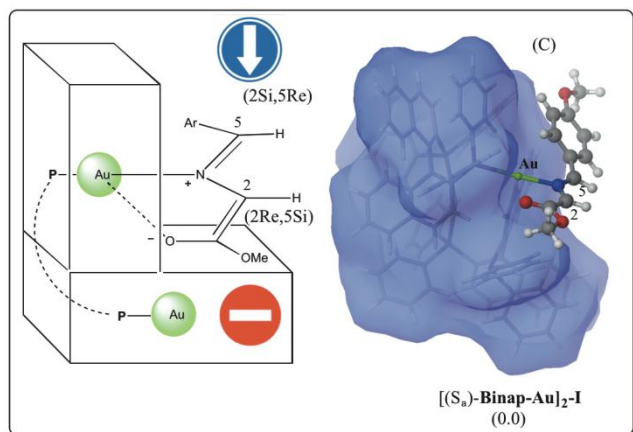 (2Si,5Re)
Ar
5
H
P
Au
N
+
2
H
(2Re,5Si)
−
O
OMe
P
Au
(C)
Au
5
2
[(Sₐ)-Binap-Au]₂-I
(0.0)